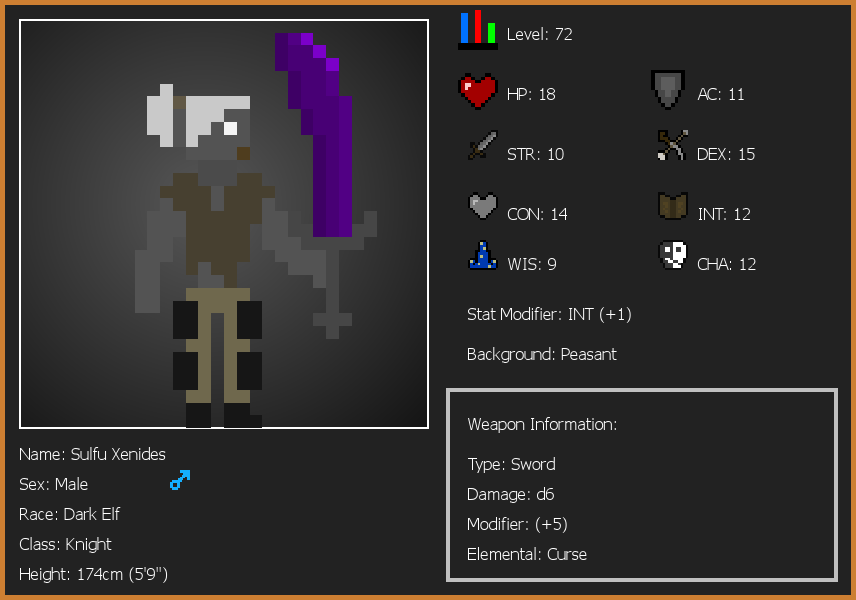 Level: 72
HP: 18
AC: 11
STR: 10
DEX: 15
CON: 14
INT: 12
WIS: 9
CHA: 12
Stat Modifier: INT (+1)
Background: Peasant
Weapon Information:
Type: Sword
Damage: d6
Modifier: (+5)
Elemental: Curse
Name: Sulfu Xenides
Sex: Male
Race: Dark Elf
Class: Knight
Height: 174cm (5'9")